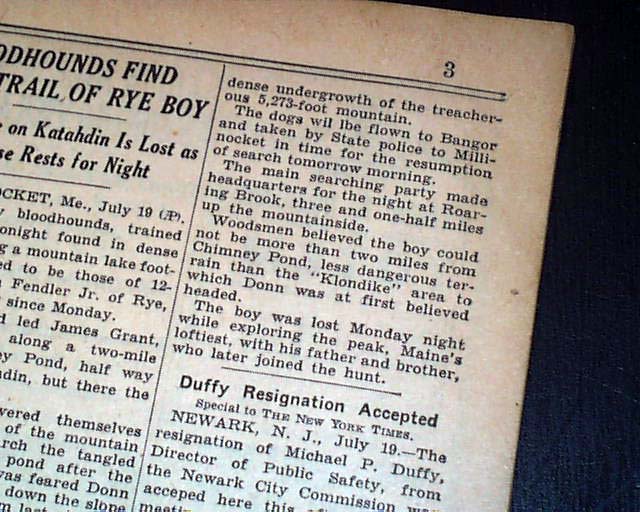 3
ODHOUNDS FIND
TRAIL OF RYE BOY
on Katahdin Is Lost as
se Rests for Night
OCKET, Me., July 19 (AP).
bloodhounds, trained
onight found in dense
g a mountain lake foot-
ed to be those of 12-
Fendler Jr. of Rye,
since Monday.
d led James Grant,
along a two-mile
ey Pond, half way
din, but there the
vered themselves
of the mountain
rch the tangled
pond after the
was feared Donn
down the slope
dense undergrowth of the treacher-
ous 5,273-foot mountain.
The dogs wil lbe flown to Bangor
and taken by State police to Milli-
nocket in time for the resumption
of search tomorrow morning.
The main searching party made
headquarters for the night at Roar-
ing Brook, three and one-half miles
up the mountainside.
Woodsmen believed the boy could
not be more than two miles from
Chimney Pond, less dangerous ter-
rain than the "Klondike" area to
which Donn was at first believed
headed.
The boy was lost Monday night
while exploring the peak, Maine's
loftiest, with his father and brother,
who later joined the hunt.
Duffy Resignation Accepted
Special to THE NEW YORK TIMES.
NEWARK, N. J., July 19.—The
resignation of Michael P. Duffy,
Director of Public Safety, from
the Newark City Commission was
acceped here this